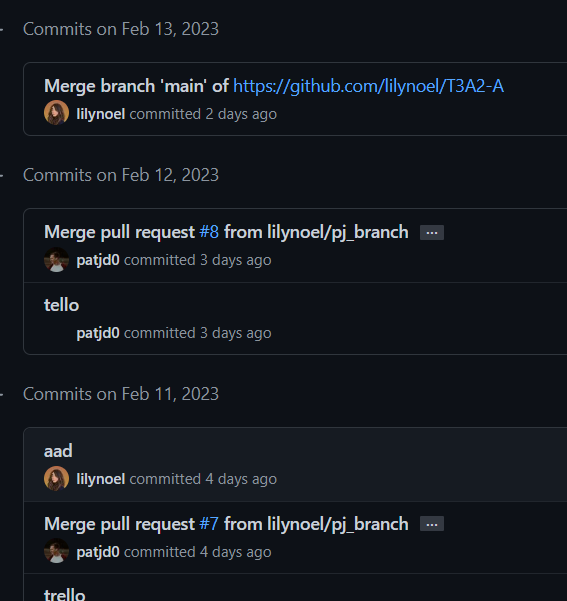 Commits on Feb 13, 2023
Merge branch 'main' of https://github.com/lilynoel/T3A2-A
lilynoel committed 2 days ago
Commits on Feb 12, 2023
Merge pull request #8 from lilynoel/pj_branch ...
patjd0 committed 3 days ago
tello
patjd0 committed 3 days ago
Commits on Feb 11, 2023
aad
lilynoel committed 4 days ago
Merge pull request #7 from lilynoel/pj_branch ...
patjd0 committed 4 days ago
trello